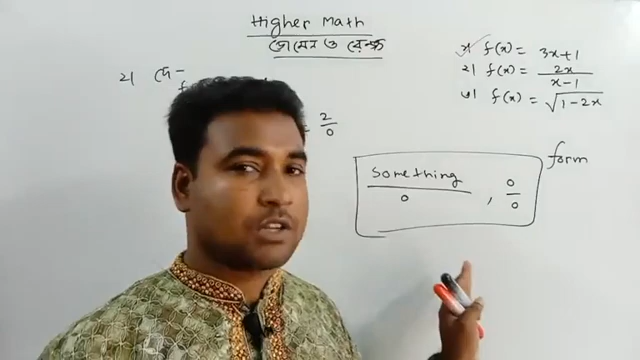 Higher Math
ডোমেন ও রেঞ্জ
১। f(x) = 3x+1
২। f(x) = 2x / x-1
৩। f(x) = √1-2x
২। দে-
f
= 2/0
something / 0 , 0/0
form